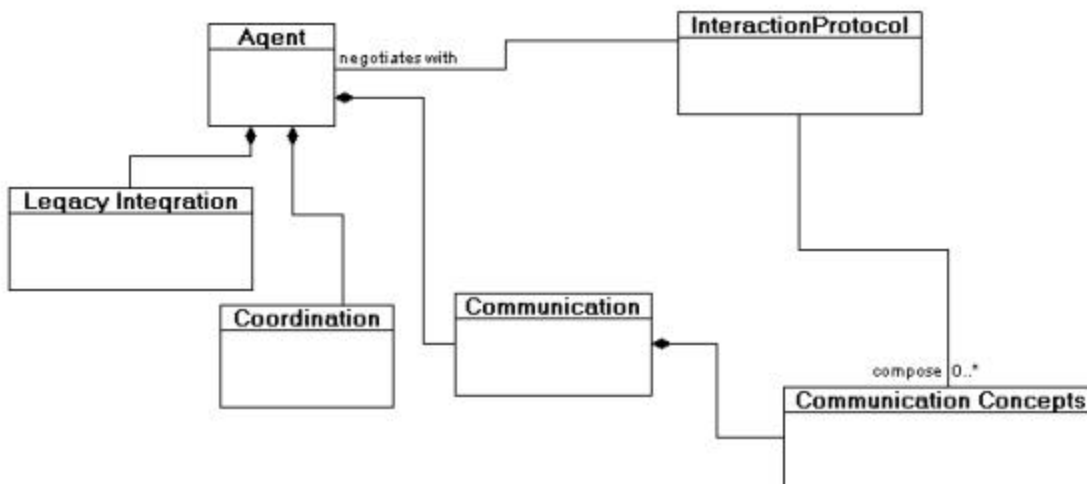 Agent
InteractionProtocol
negotiates with
Legacy Integration
Coordination
Communication
compose 0..*
Communication Concepts